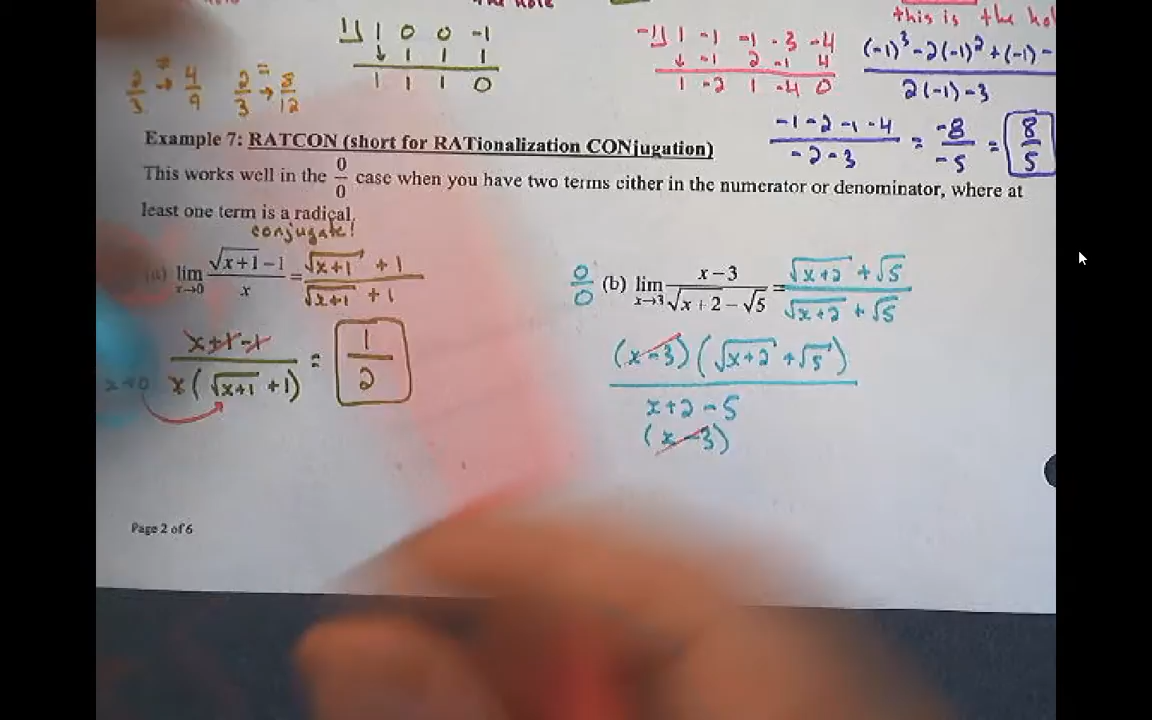 the hole
this is the
1| 1 0 0 -1
↓ 1 1 1
1 1 1 0
-1| 1 -1 -1 -3 -4
↓ -1 2 -1 4
1 -2 1 -4 0
(-1)³-2(-1)²+(-1)-
2(-1)-3
2/3 → 4/9 2/3 = → 8/12
-1-2-1-4 / -2-3 = -8/-5 = 8/5
Example 7: RATCON (short for RATionalization CONjugation)
This works well in the 0/0 case when you have two terms either in the numerator or denominator, where at
least one term is a radical.
conjugate!
(a) lim x→0 (√x+1 - 1)/x = (√x+1 + 1)/(√x+1 + 1)
x+1-1 / x(√x+1 +1) = 1/2
x→0
0/0 (b) lim x→3 (x-3)/(√x+2 - √5) = (√x+2 + √5)/(√x+2 + √5)
(x-3)(√x+2 +√5)
x+2-5
(x-3)
Page 2 of 6